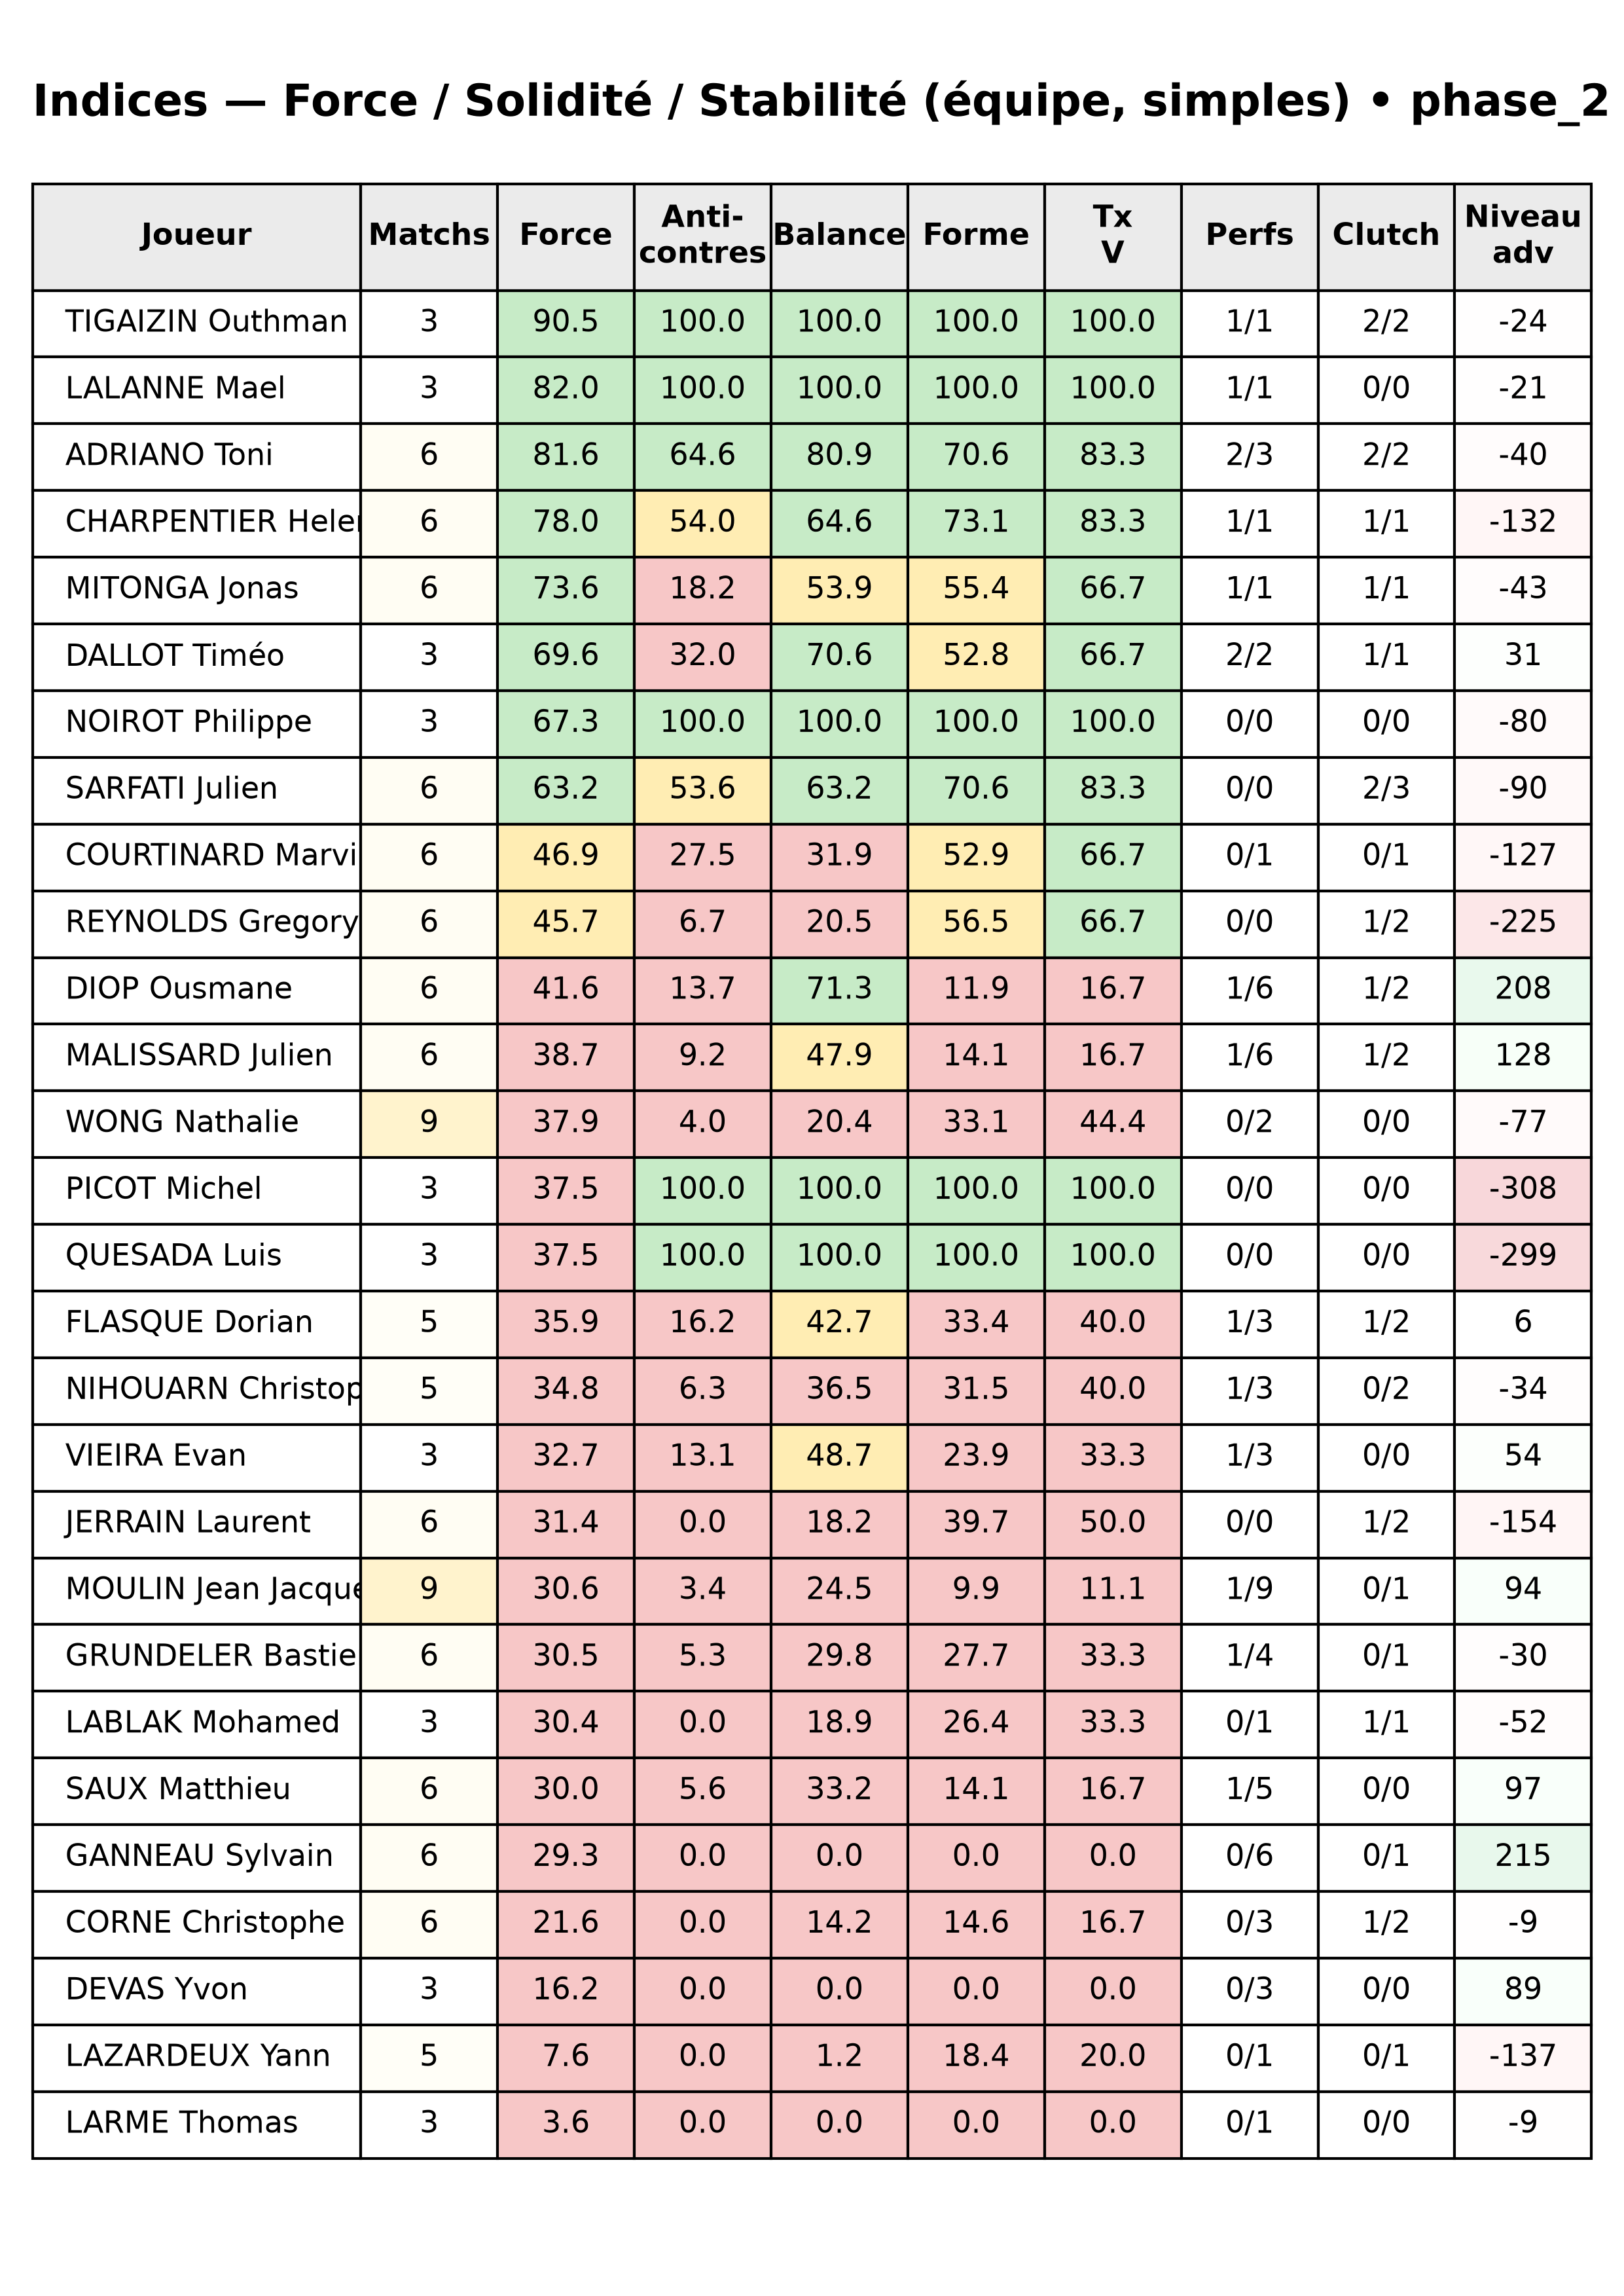 Indices — Force / Solidité / Stabilité (équipe, simples) • phase_2
Joueur Matchs Force Anti-contres Balance Forme Tx V Perfs Clutch Niveau adv
TIGAIZIN Outhman 3 90.5 100.0 100.0 100.0 100.0 1/1 2/2 -24
LALANNE Mael 3 82.0 100.0 100.0 100.0 100.0 1/1 0/0 -21
ADRIANO Toni 6 81.6 64.6 80.9 70.6 83.3 2/3 2/2 -40
CHARPENTIER Heler 6 78.0 54.0 64.6 73.1 83.3 1/1 1/1 -132
MITONGA Jonas 6 73.6 18.2 53.9 55.4 66.7 1/1 1/1 -43
DALLOT Timéo 3 69.6 32.0 70.6 52.8 66.7 2/2 1/1 31
NOIROT Philippe 3 67.3 100.0 100.0 100.0 100.0 0/0 0/0 -80
SARFATI Julien 6 63.2 53.6 63.2 70.6 83.3 0/0 2/3 -90
COURTINARD Marvi 6 46.9 27.5 31.9 52.9 66.7 0/1 0/1 -127
REYNOLDS Gregory 6 45.7 6.7 20.5 56.5 66.7 0/0 1/2 -225
DIOP Ousmane 6 41.6 13.7 71.3 11.9 16.7 1/6 1/2 208
MALISSARD Julien 6 38.7 9.2 47.9 14.1 16.7 1/6 1/2 128
WONG Nathalie 9 37.9 4.0 20.4 33.1 44.4 0/2 0/0 -77
PICOT Michel 3 37.5 100.0 100.0 100.0 100.0 0/0 0/0 -308
QUESADA Luis 3 37.5 100.0 100.0 100.0 100.0 0/0 0/0 -299
FLASQUE Dorian 5 35.9 16.2 42.7 33.4 40.0 1/3 1/2 6
NIHOUARN Christop 5 34.8 6.3 36.5 31.5 40.0 1/3 0/2 -34
VIEIRA Evan 3 32.7 13.1 48.7 23.9 33.3 1/3 0/0 54
JERRAIN Laurent 6 31.4 0.0 18.2 39.7 50.0 0/0 1/2 -154
MOULIN Jean Jacque 9 30.6 3.4 24.5 9.9 11.1 1/9 0/1 94
GRUNDELER Bastie 6 30.5 5.3 29.8 27.7 33.3 1/4 0/1 -30
LABLAK Mohamed 3 30.4 0.0 18.9 26.4 33.3 0/1 1/1 -52
SAUX Matthieu 6 30.0 5.6 33.2 14.1 16.7 1/5 0/0 97
GANNEAU Sylvain 6 29.3 0.0 0.0 0.0 0.0 0/6 0/1 215
CORNE Christophe 6 21.6 0.0 14.2 14.6 16.7 0/3 1/2 -9
DEVAS Yvon 3 16.2 0.0 0.0 0.0 0.0 0/3 0/0 89
LAZARDEUX Yann 5 7.6 0.0 1.2 18.4 20.0 0/1 0/1 -137
LARME Thomas 3 3.6 0.0 0.0 0.0 0.0 0/1 0/0 -9